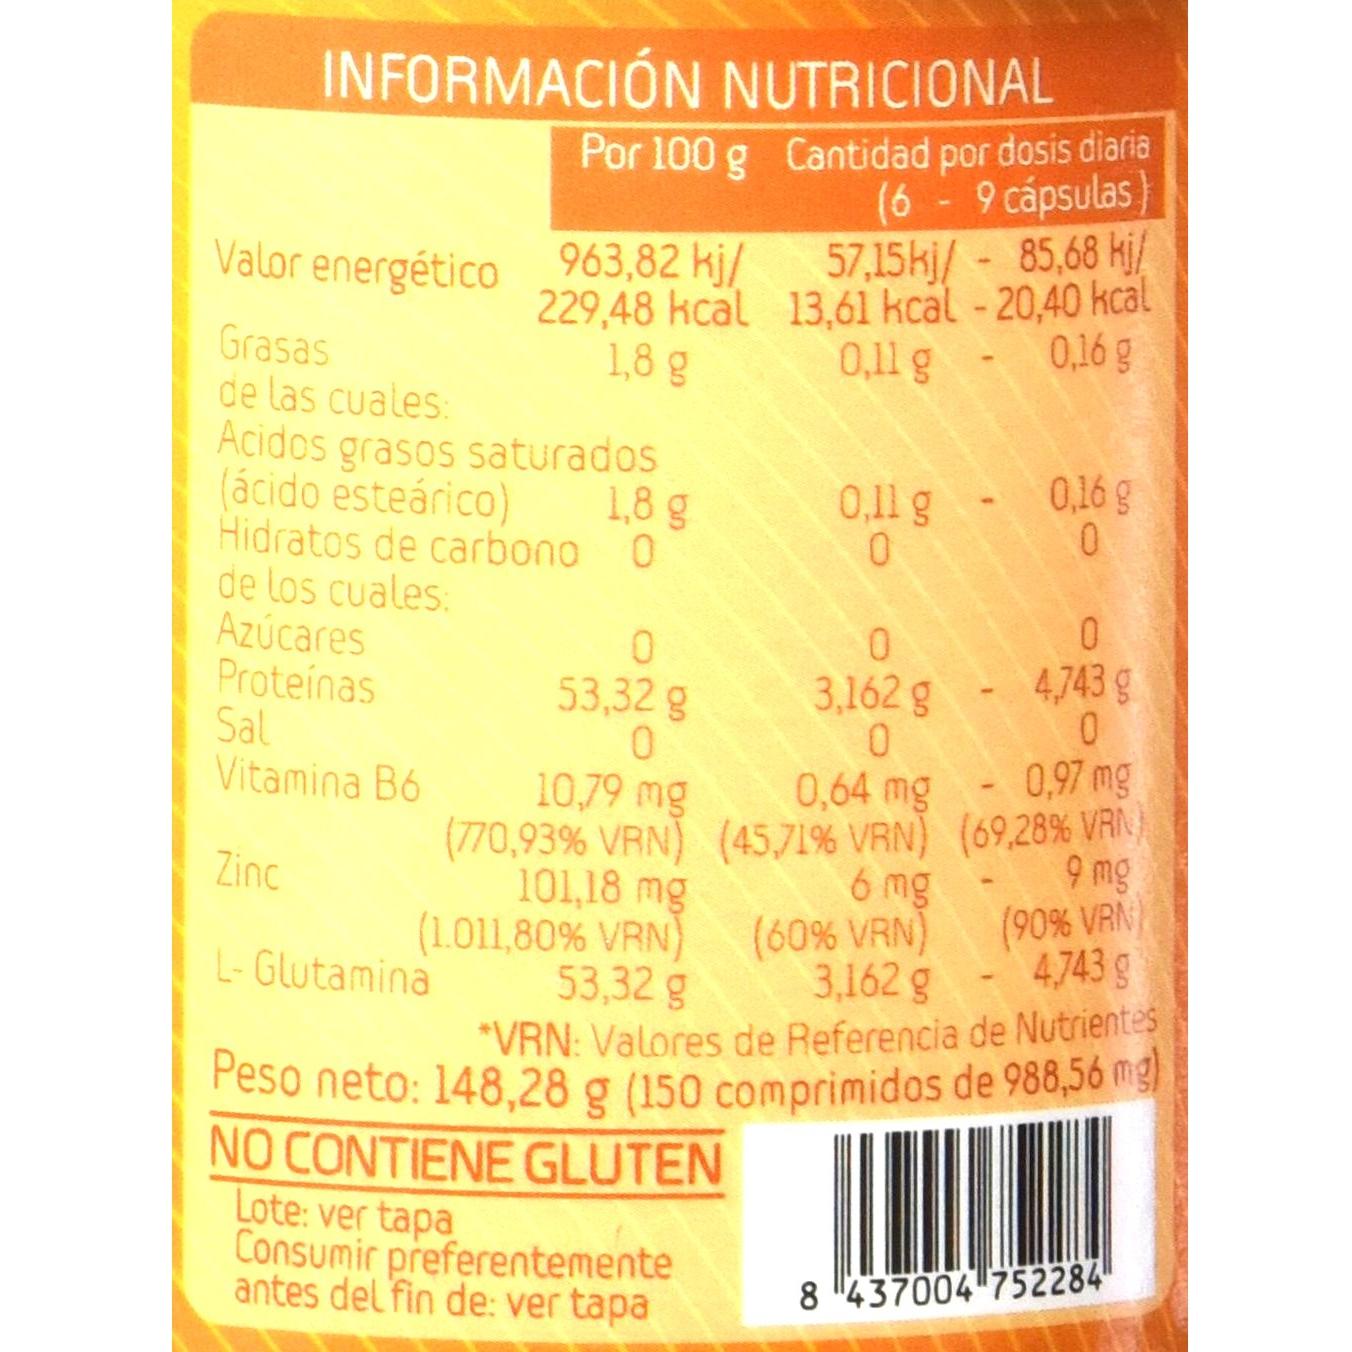 INFORMACIÓN NUTRICIONAL
Por 100 g Cantidad por dosis diaria
(6 - 9 cápsulas)
Valor energético 963,82 kj/ 57,15kj/ - 85,68 kj/
229,48 kcal 13,61 kcal - 20,40 kcal
Grasas 1,8 g 0,11 g - 0,16 g
de las cuales:
Acidos grasos saturados
(ácido esteárico) 1,8 g 0,11 g - 0,16 g
Hidratos de carbono 0 0 0
de los cuales:
Azúcares 0 0 0
Proteínas 53,32 g 3,162 g - 4,743 g
Sal 0 0 0
Vitamina B6 10,79 mg 0,64 mg - 0,97 mg
(770,93% VRN) (45,71% VRN) (69,28% VRN)
Zinc 101,18 mg 6 mg - 9 mg
(1.011,80% VRN) (60% VRN) (90% VRN)
L- Glutamina 53,32 g 3,162 g - 4,743 g
*VRN: Valores de Referencia de Nutrientes
Peso neto: 148,28 g (150 comprimidos de 988,56 mg)
NO CONTIENE GLUTEN
Lote: ver tapa
Consumir preferentemente
antes del fin de: ver tapa
8 437004 752284